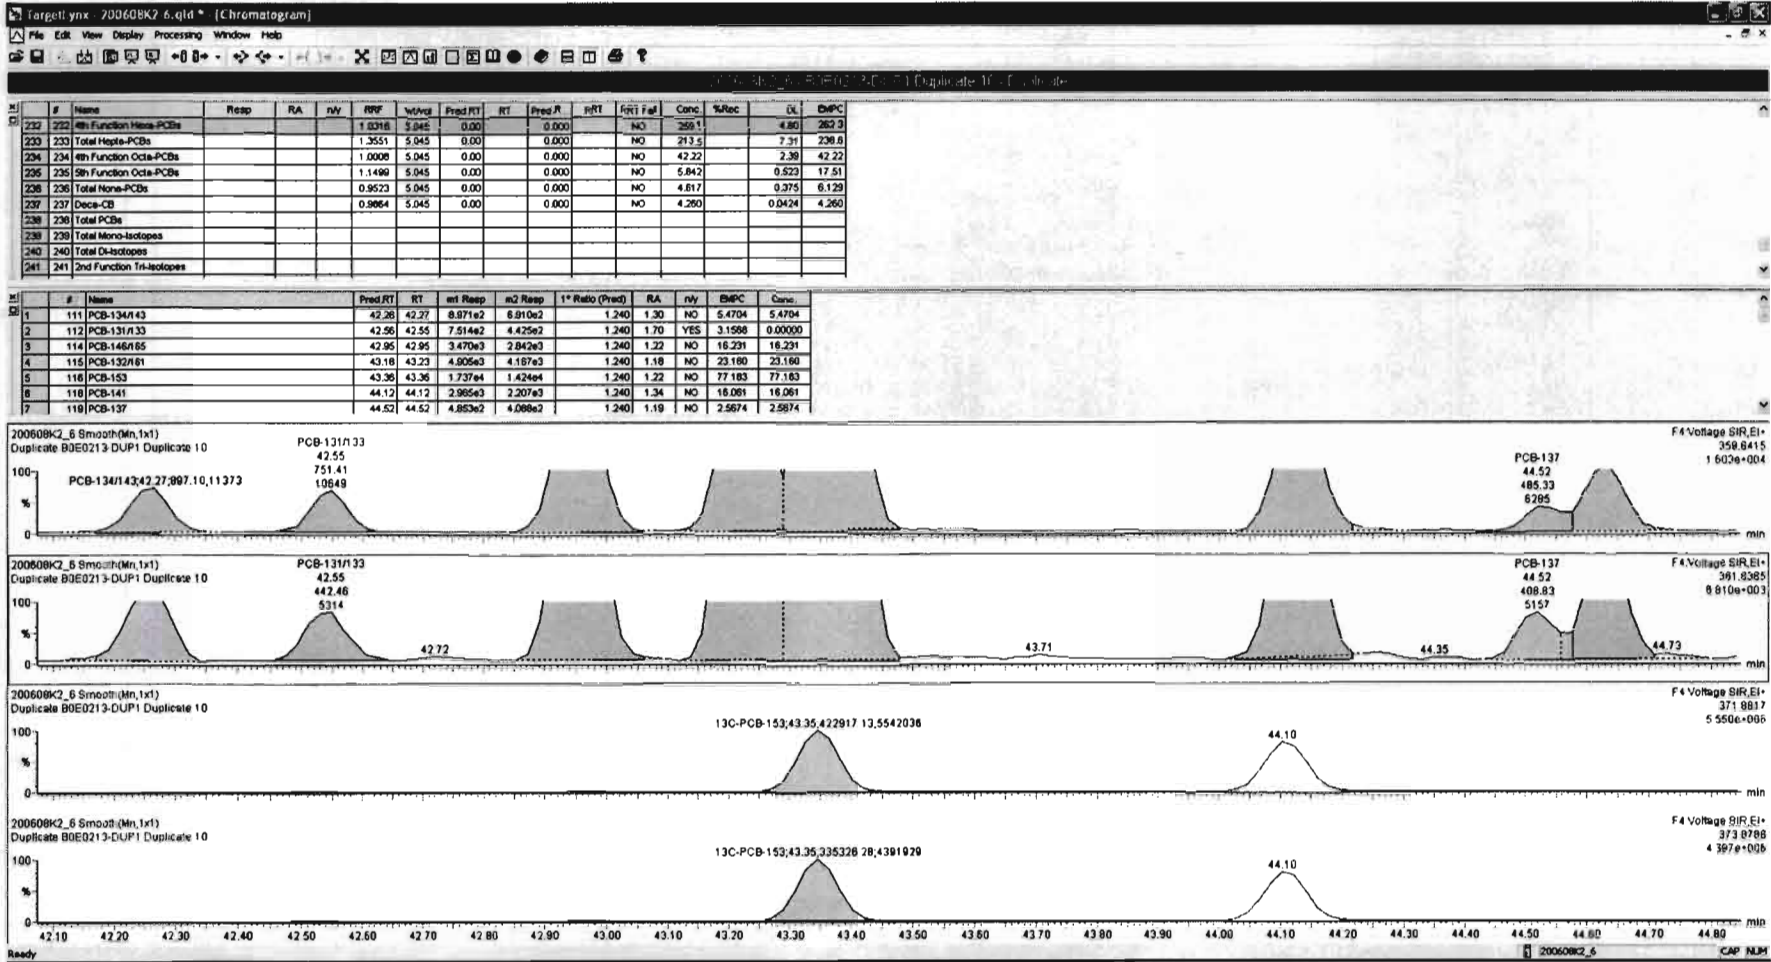 TargetLynx - 200608K2-6.qld * - [Chromatogram]
File Edit View Display Processing Window Help
# Name Resp RA n/y RRF wt/vol Pred.RT RT Pred.R RRT RRT Fail Conc. %Rec DL EMPC
232 232 4th Function Hexa-PCBs 1.0316 5.045 0.00 0.000 NO 259.1 4.80 262.3
233 233 Total Hepta-PCBs 1.3551 5.045 0.00 0.000 NO 213.5 7.31 238.8
234 234 4th Function Octa-PCBs 1.0008 5.045 0.00 0.000 NO 42.22 2.39 42.22
235 235 5th Function Octa-PCBs 1.1499 5.045 0.00 0.000 NO 5.842 0.523 17.51
236 236 Total Nona-PCBs 0.9523 5.045 0.00 0.000 NO 4.617 0.375 6.129
237 237 Deca-CB 0.9864 5.045 0.00 0.000 NO 4.260 0.0424 4.260
238 238 Total PCBs
239 239 Total Mono-Isotopes
240 240 Total Di-Isotopes
241 241 2nd Function Tri-Isotopes
# Name Pred.RT RT m1 Resp m2 Resp 1° Ratio (Pred) RA n/y EMPC Conc.
1 111 PCB-134/143 42.28 42.27 8.971e2 6.910e2 1.240 1.30 NO 5.4704 5.4704
2 112 PCB-131/133 42.56 42.55 7.514e2 4.425e2 1.240 1.70 YES 3.1588 0.00000
3 114 PCB-146/165 42.95 42.95 3.470e3 2.842e3 1.240 1.22 NO 16.231 16.231
4 115 PCB-132/161 43.18 43.23 4.905e3 4.167e3 1.240 1.18 NO 23.160 23.160
5 116 PCB-153 43.36 43.36 1.737e4 1.424e4 1.240 1.22 NO 77.163 77.163
6 118 PCB-141 44.12 44.12 2.965e3 2.207e3 1.240 1.34 NO 16.061 16.061
7 119 PCB-137 44.52 44.52 4.853e2 4.088e2 1.240 1.19 NO 2.5674 2.5674
200608K2_6 Smooth(Mn,1x1)
Duplicate B0E0213-DUP1 Duplicate 10
F4:Voltage SIR,EI+
359.8415
1.603e+004
PCB-134/143;42.27;897.10,11373
PCB-131/133
42.55
751.41
10649
PCB-137
44.52
485.33
6285
100
%
0
min
200608K2_6 Smooth(Mn,1x1)
Duplicate B0E0213-DUP1 Duplicate 10
F4:Voltage SIR,EI+
361.8385
6.810e+003
PCB-131/133
42.55
442.46
5314
42.72
43.71
44.35
PCB-137
44.52
408.83
5157
44.73
100
%
0
min
200608K2_6 Smooth(Mn,1x1)
Duplicate B0E0213-DUP1 Duplicate 10
F4:Voltage SIR,EI+
371.8817
5.550e+006
13C-PCB-153;43.35,422917.13,5542036
44.10
100
%
0
min
200608K2_6 Smooth(Mn,1x1)
Duplicate B0E0213-DUP1 Duplicate 10
F4:Voltage SIR,EI+
373.8788
4.397e+006
13C-PCB-153;43.35,335326.28;4391929
44.10
100
%
0
min
42.10 42.20 42.30 42.40 42.50 42.60 42.70 42.80 42.90 43.00 43.10 43.20 43.30 43.40 43.50 43.60 43.70 43.80 43.90 44.00 44.10 44.20 44.30 44.40 44.50 44.60 44.70 44.80
Ready 200608K2_6 CAP NUM